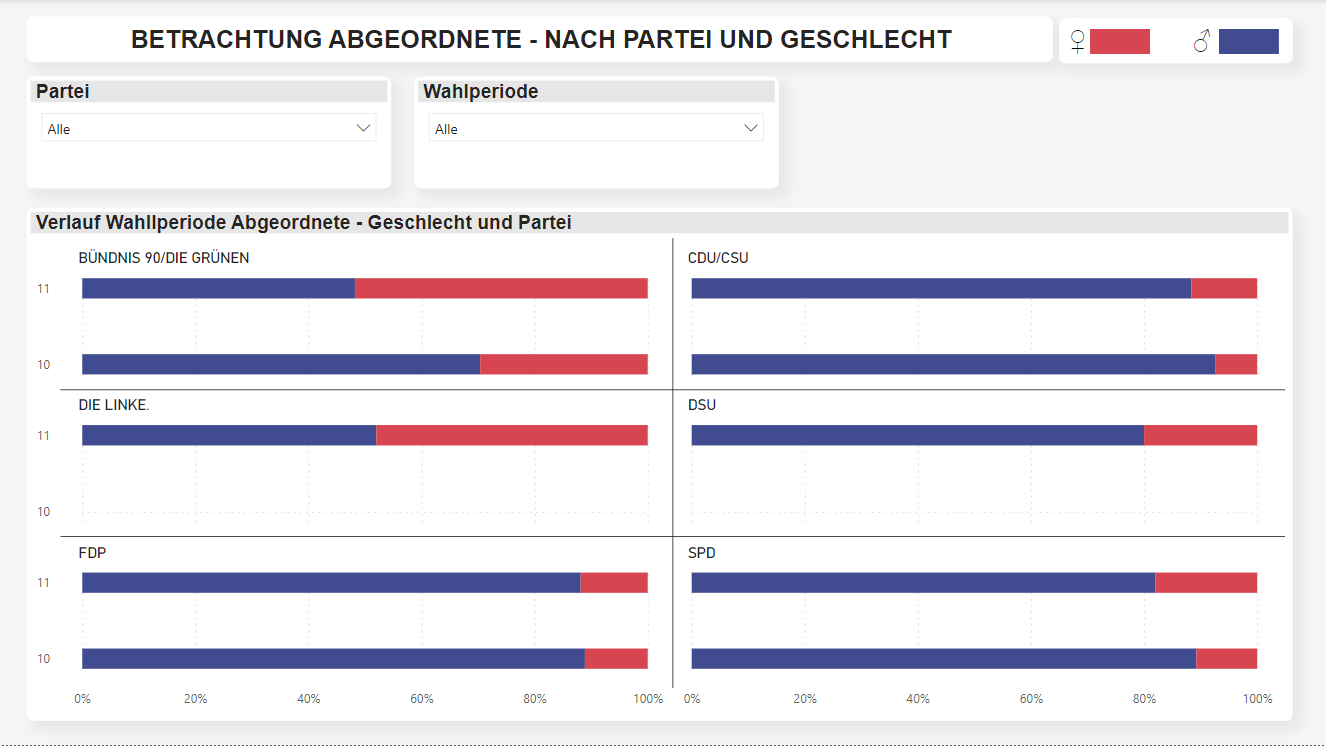 BETRACHTUNG ABGEORDNETE - NACH PARTEI UND GESCHLECHT
♀ ♂
Partei
Alle
Wahlperiode
Alle
Verlauf Wahllperiode Abgeordnete - Geschlecht und Partei
BÜNDNIS 90/DIE GRÜNEN
CDU/CSU
11
10
DIE LINKE.
DSU
11
10
FDP
SPD
11
10
0% 20% 40% 60% 80% 100% 0% 20% 40% 60% 80% 100%